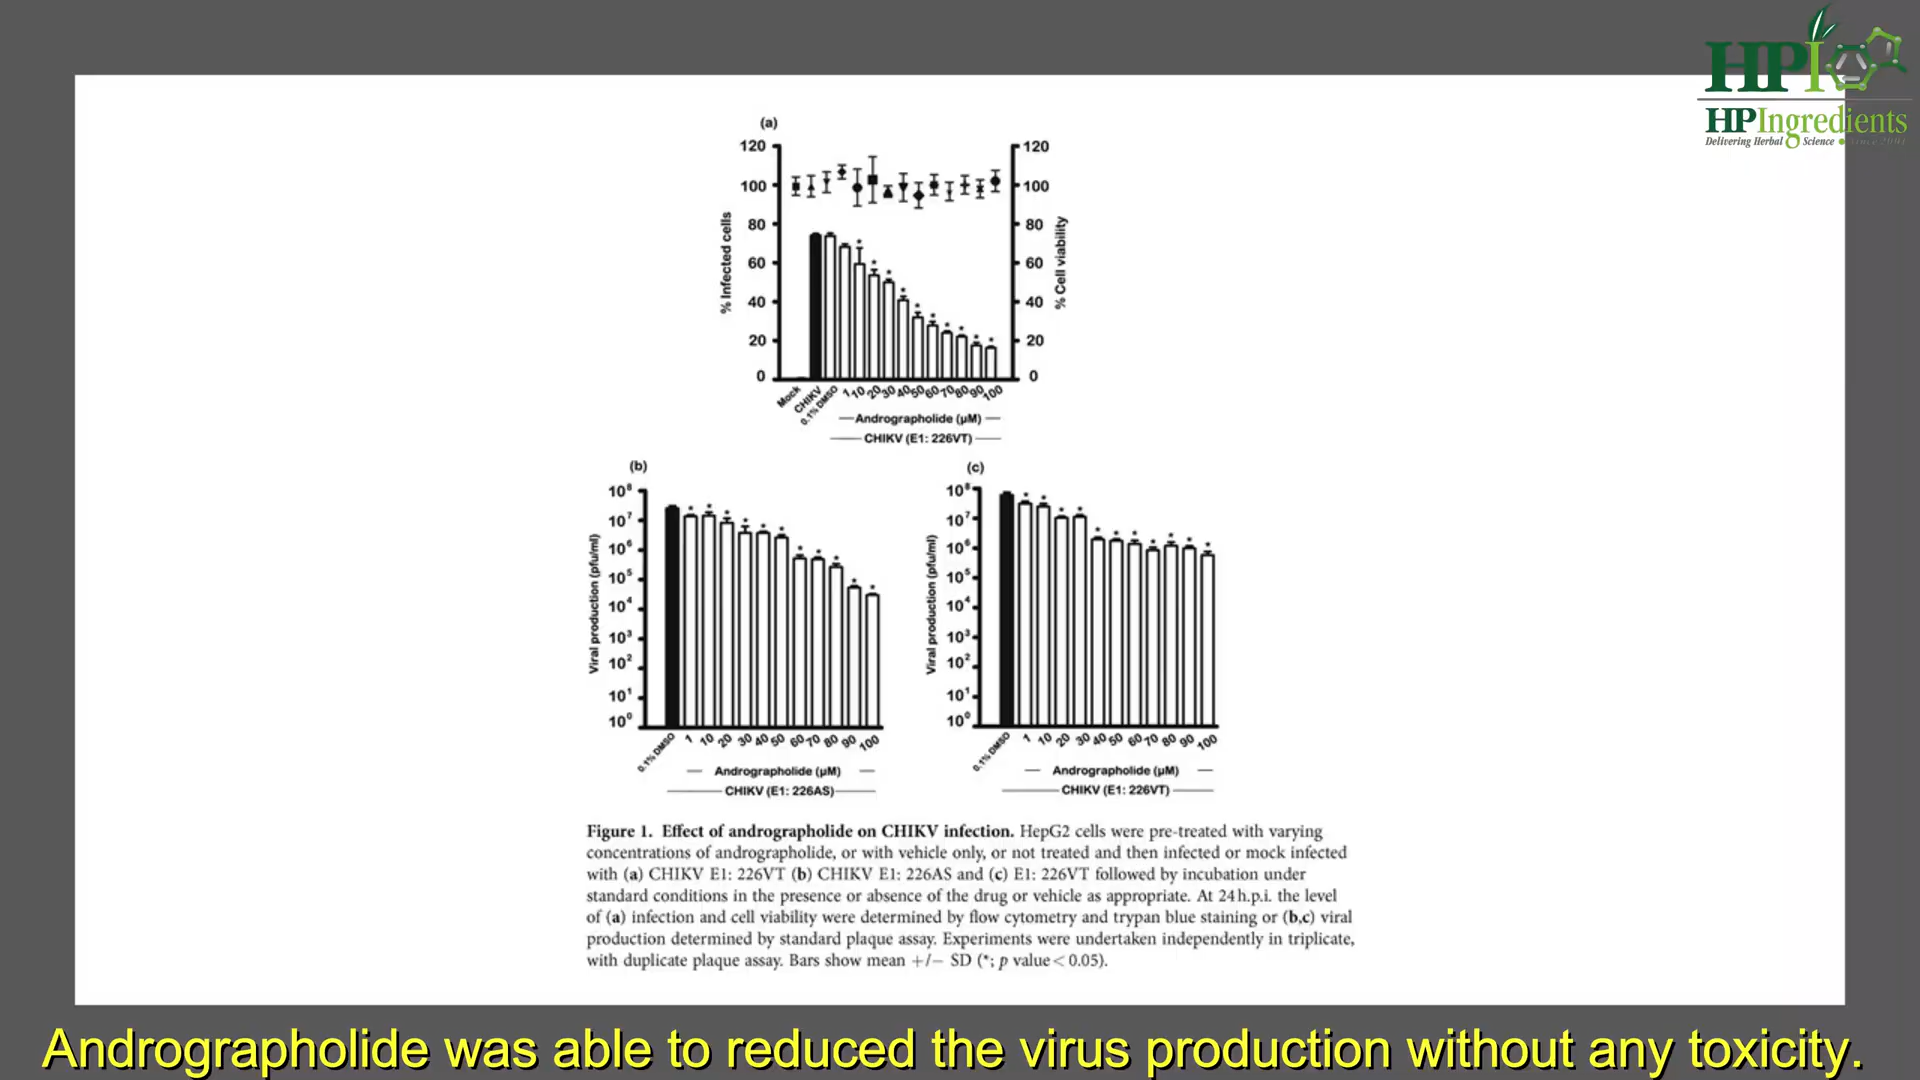 HPI
HPIngredients
Delivering Herbal Science • Since 2001
(a)
120
100
80
60
40
20
0
% Infected cells
120
100
80
60
40
20
0
% Cell viability
Mock
CHIKV
0.1% DMSO
1 10 20 30 40 50 60 70 80 90 100
Andrographolide (µM)
CHIKV (E1: 226VT)
(b)
10⁸
10⁷
10⁶
10⁵
10⁴
10³
10²
10¹
10⁰
Viral production (pfu/ml)
0.1% DMSO 1 10 20 30 40 50 60 70 80 90 100
Andrographolide (µM)
CHIKV (E1: 226AS)
(c)
10⁸
10⁷
10⁶
10⁵
10⁴
10³
10²
10¹
10⁰
Viral production (pfu/ml)
0.1% DMSO 1 10 20 30 40 50 60 70 80 90 100
Andrographolide (µM)
CHIKV (E1: 226VT)
Figure 1. Effect of andrographolide on CHIKV infection. HepG2 cells were pre-treated with varying
concentrations of andrographolide, or with vehicle only, or not treated and then infected or mock infected
with (a) CHIKV E1: 226VT (b) CHIKV E1: 226AS and (c) E1: 226VT followed by incubation under
standard conditions in the presence or absence of the drug or vehicle as appropriate. At 24 h.p.i. the level
of (a) infection and cell viability were determined by flow cytometry and trypan blue staining or (b,c) viral
production determined by standard plaque assay. Experiments were undertaken independently in triplicate,
with duplicate plaque assay. Bars show mean +/− SD (*; p value < 0.05).
Andrographolide was able to reduced the virus production without any toxicity.